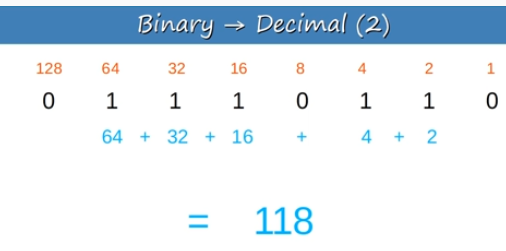 Binary → Decimal (2)
128 64 32 16 8 4 2 1
0 1 1 1 0 1 1 0
64 + 32 + 16 + 4 + 2
= 118